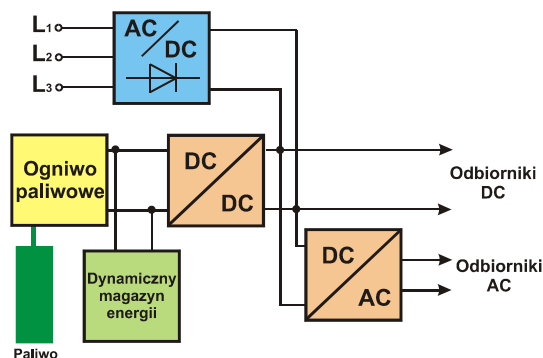 L1
L2
L3
AC
DC
Ogniwo
paliwowe
DC
DC
Odbiorniki
DC
Dynamiczny
magazyn
energii
DC
AC
Odbiorniki
AC
Paliwo